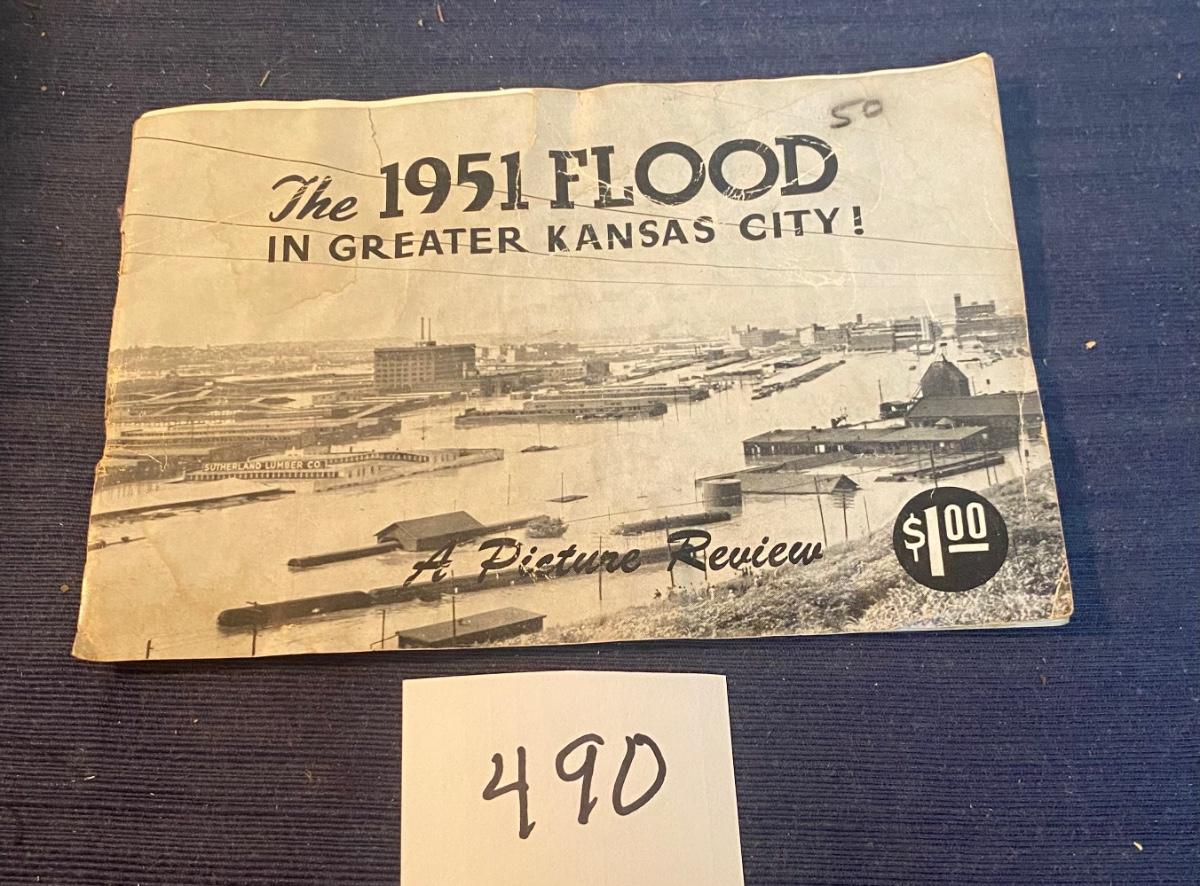 50
The 1951 FLOOD
IN GREATER KANSAS CITY!
SUTHERLAND LUMBER CO.
A Picture Review
$1.00
490